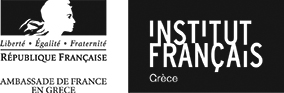 Liberté • Égalité • Fraternité
RÉPUBLIQUE FRANÇAISE
AMBASSADE DE FRANCE
EN GRÈCE
INSTITUT
FRANÇAIS
Grèce